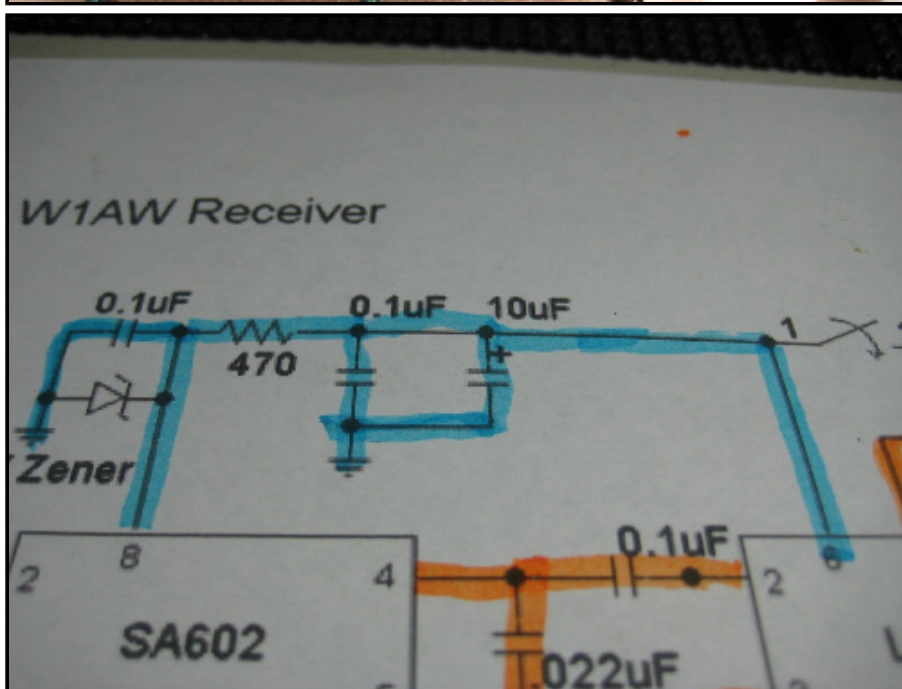 W1AW Receiver
0.1uF 0.1uF 10uF
1
470
+
Zener
8 0.1uF 6
2 4 2
SA602
.022uF